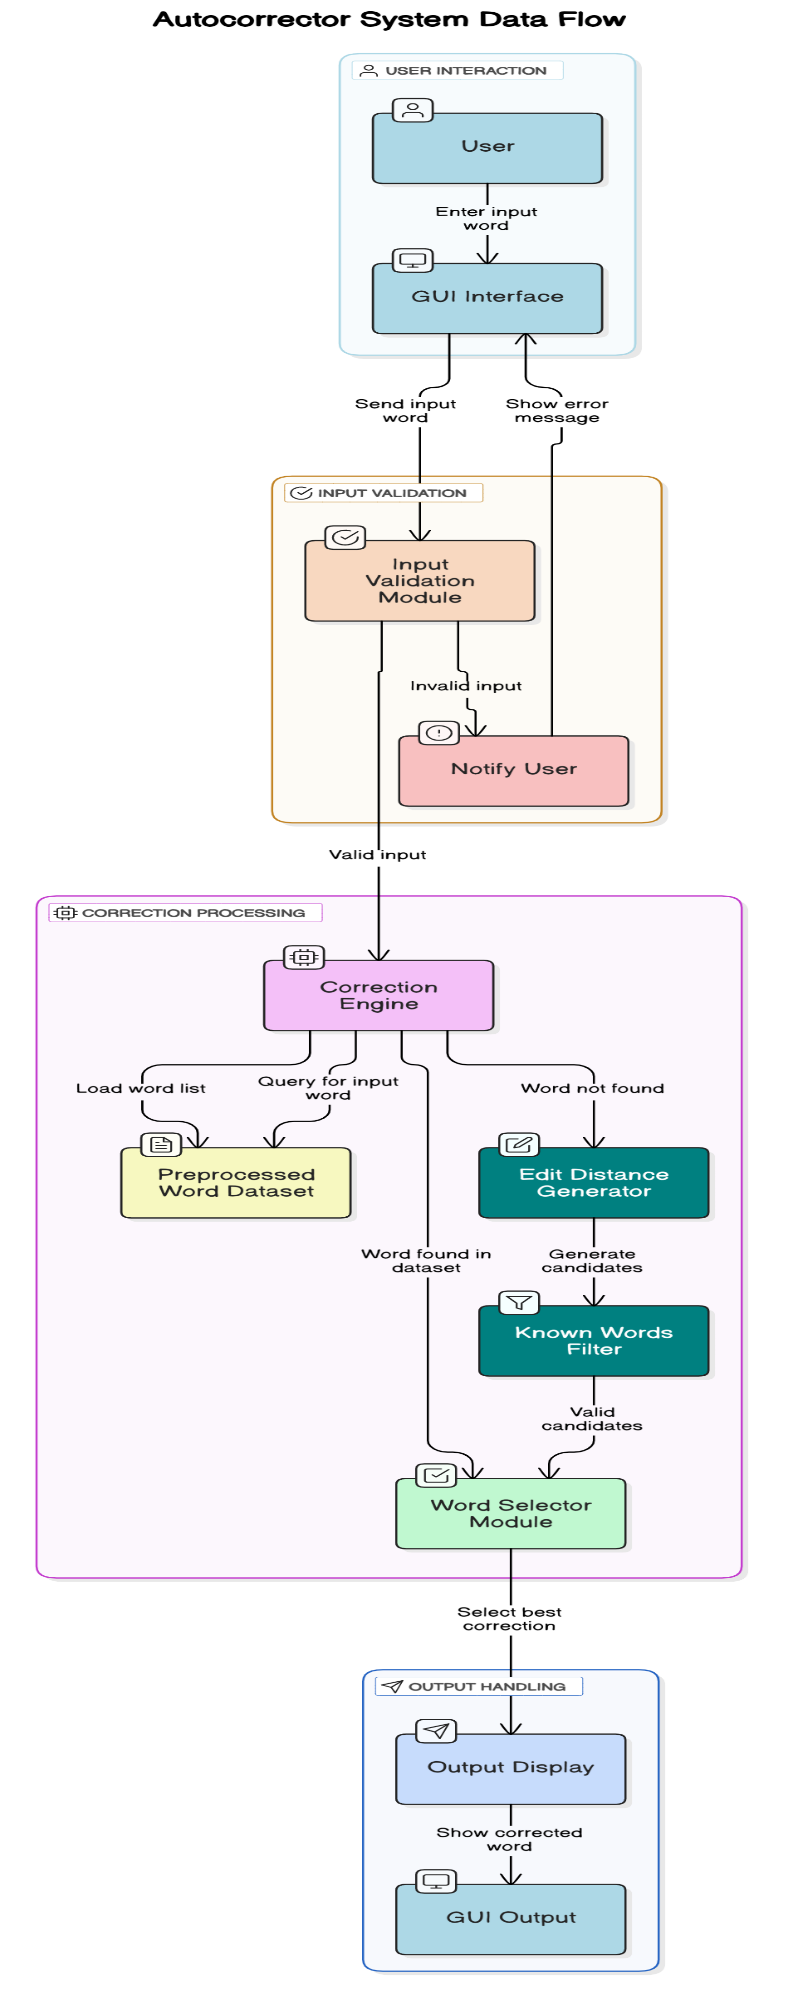 Autocorrector System Data Flow
USER INTERACTION
User
Enter input
word
GUI Interface
Send input
word
Show error
message
INPUT VALIDATION
Input
Validation
Module
Invalid input
Notify User
Valid input
CORRECTION PROCESSING
Correction
Engine
Load word list
Query for input
word
Word not found
Preprocessed
Word Dataset
Edit Distance
Generator
Word found in
dataset
Generate
candidates
Known Words
Filter
Valid
candidates
Word Selector
Module
Select best
correction
OUTPUT HANDLING
Output Display
Show corrected
word
GUI Output